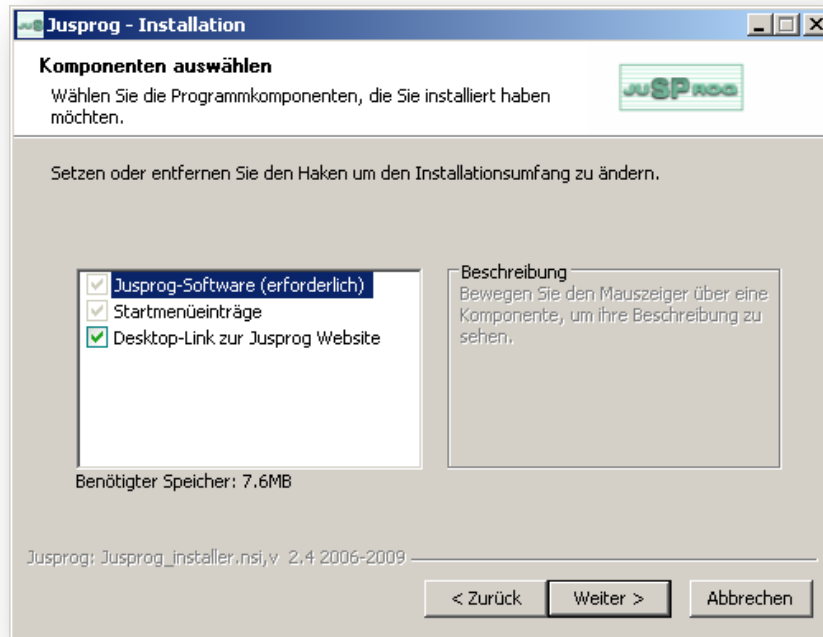 Jusprog - Installation
Komponenten auswählen
Wählen Sie die Programmkomponenten, die Sie installiert haben
möchten.
JUSPROG
Setzen oder entfernen Sie den Haken um den Installationsumfang zu ändern.
Jusprog-Software (erforderlich)
Startmenüeinträge
Desktop-Link zur Jusprog Website
Beschreibung
Bewegen Sie den Mauszeiger über eine
Komponente, um ihre Beschreibung zu
sehen.
Benötigter Speicher: 7.6MB
Jusprog: Jusprog_installer.nsi,v 2.4 2006-2009
< Zurück
Weiter >
Abbrechen